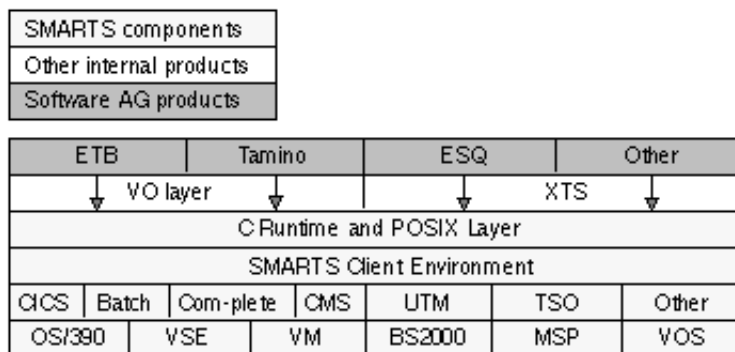 SMARTS components
Other internal products
Software AG products
ETB Tamino ESQ Other
VO layer XTS
C Runtime and POSIX Layer
SMARTS Client Environment
CICS Batch Com-plete CMS UTM TSO Other
OS/390 VSE VM BS2000 MSP VOS